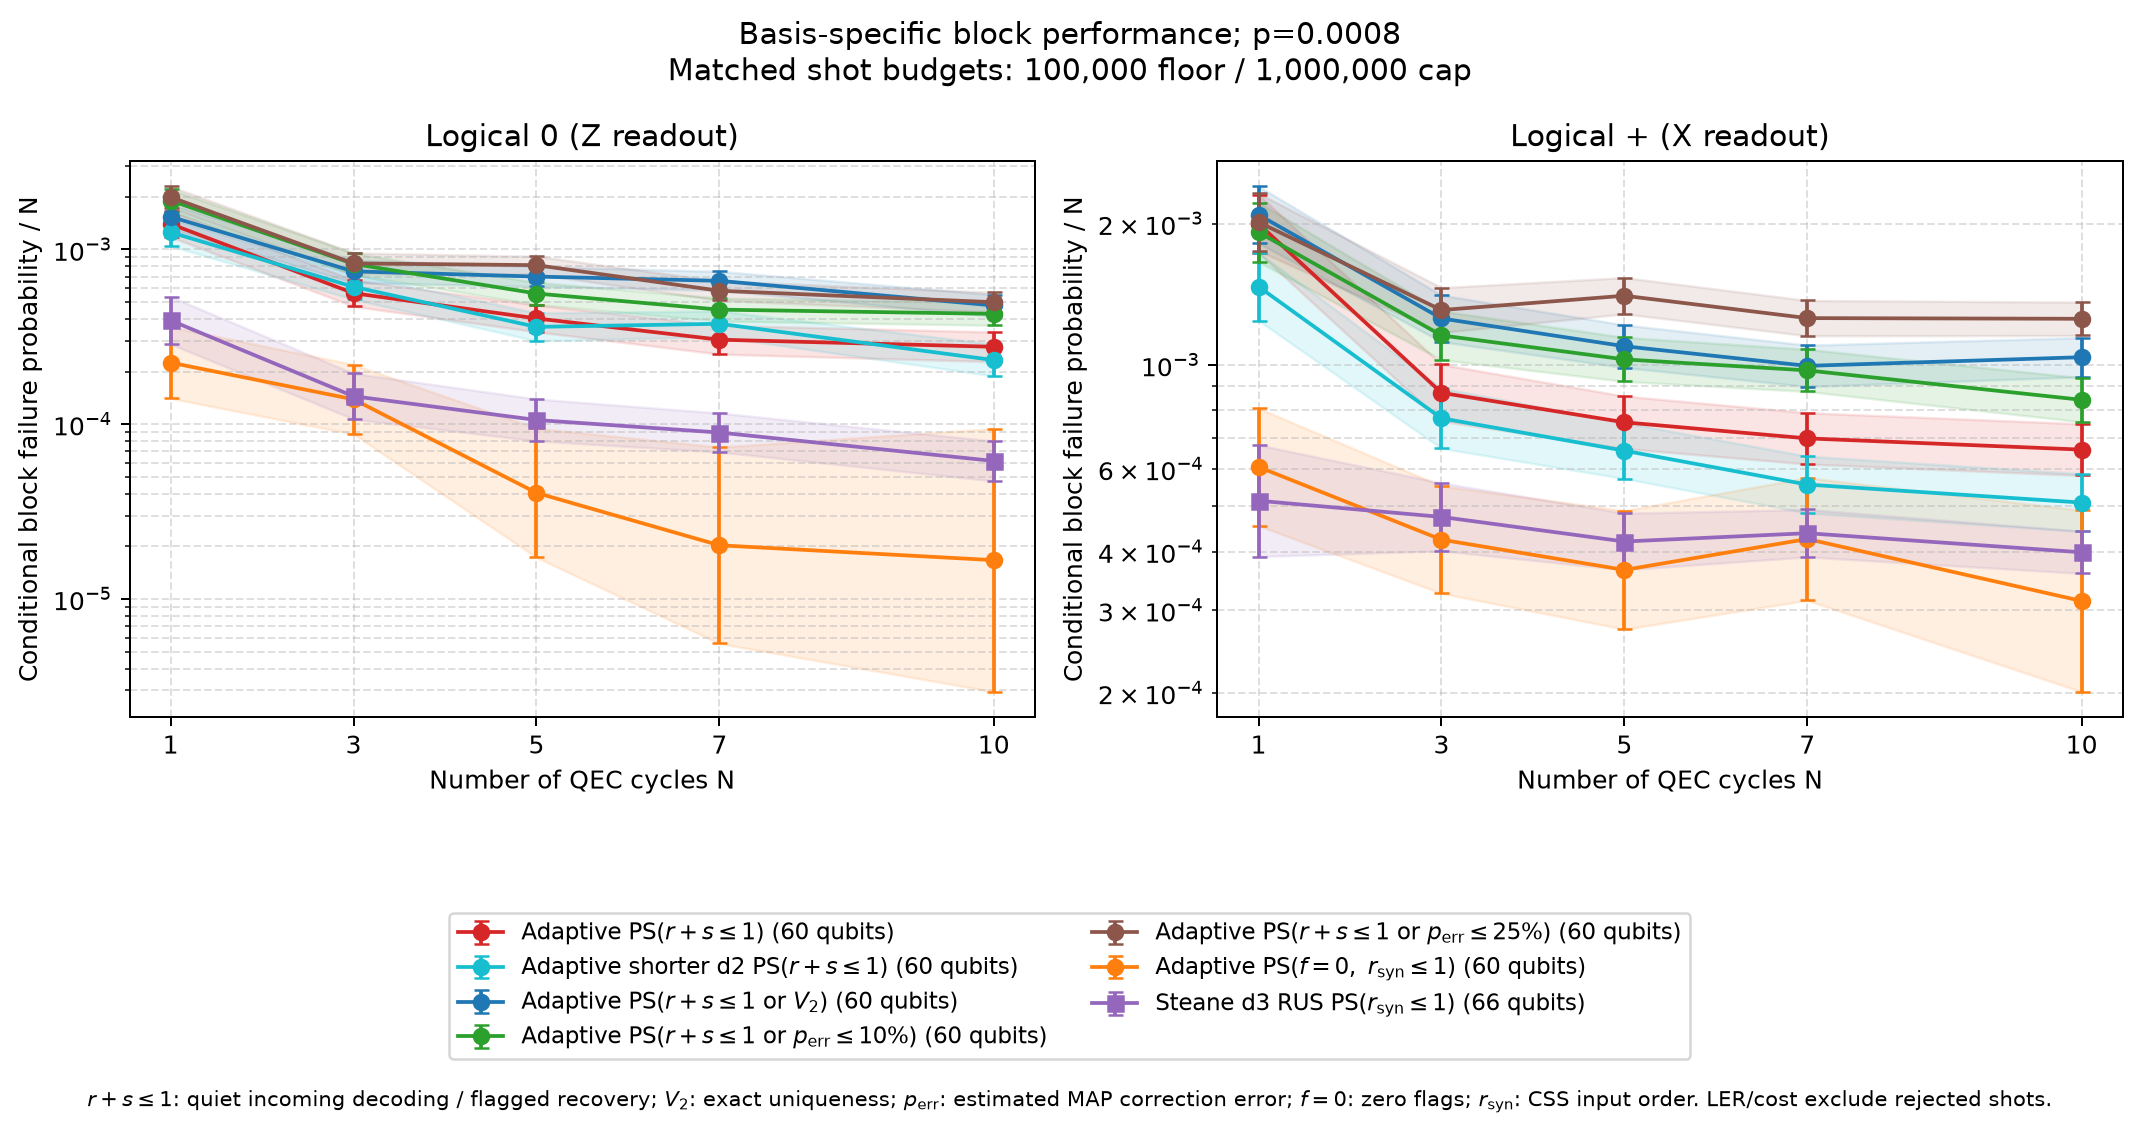 Basis-specific block performance; p=0.0008
Matched shot budgets: 100,000 floor / 1,000,000 cap
Logical 0 (Z readout)
Conditional block failure probability / N
10⁻³
10⁻⁴
10⁻⁵
1 3 5 7 10
Number of QEC cycles N
Logical + (X readout)
Conditional block failure probability / N
2 × 10⁻³
10⁻³
6 × 10⁻⁴
4 × 10⁻⁴
3 × 10⁻⁴
2 × 10⁻⁴
1 3 5 7 10
Number of QEC cycles N
Adaptive PS(r + s ≤ 1) (60 qubits)
Adaptive shorter d2 PS(r + s ≤ 1) (60 qubits)
Adaptive PS(r + s ≤ 1 or V₂) (60 qubits)
Adaptive PS(r + s ≤ 1 or p_err ≤ 10%) (60 qubits)
Adaptive PS(r + s ≤ 1 or p_err ≤ 25%) (60 qubits)
Adaptive PS(f = 0, r_syn ≤ 1) (60 qubits)
Steane d3 RUS PS(r_syn ≤ 1) (66 qubits)
r + s ≤ 1: quiet incoming decoding / flagged recovery; V₂: exact uniqueness; p_err: estimated MAP correction error; f = 0: zero flags; r_syn: CSS input order. LER/cost exclude rejected shots.